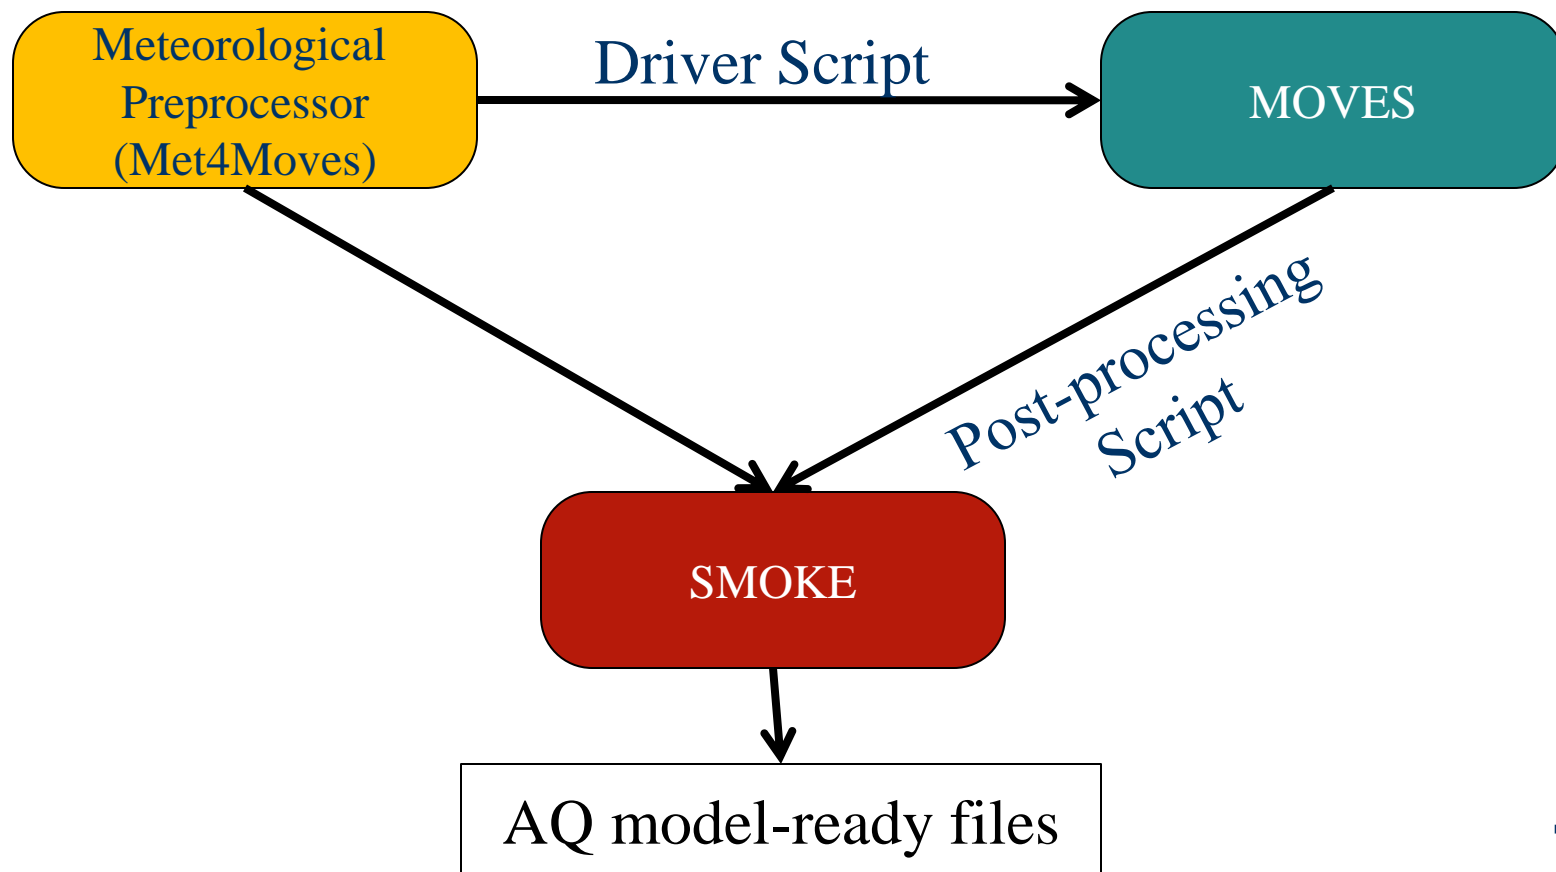 Meteorological
Preprocessor
(Met4Moves)
Driver Script
MOVES
Post-processing
Script
SMOKE
AQ model-ready files